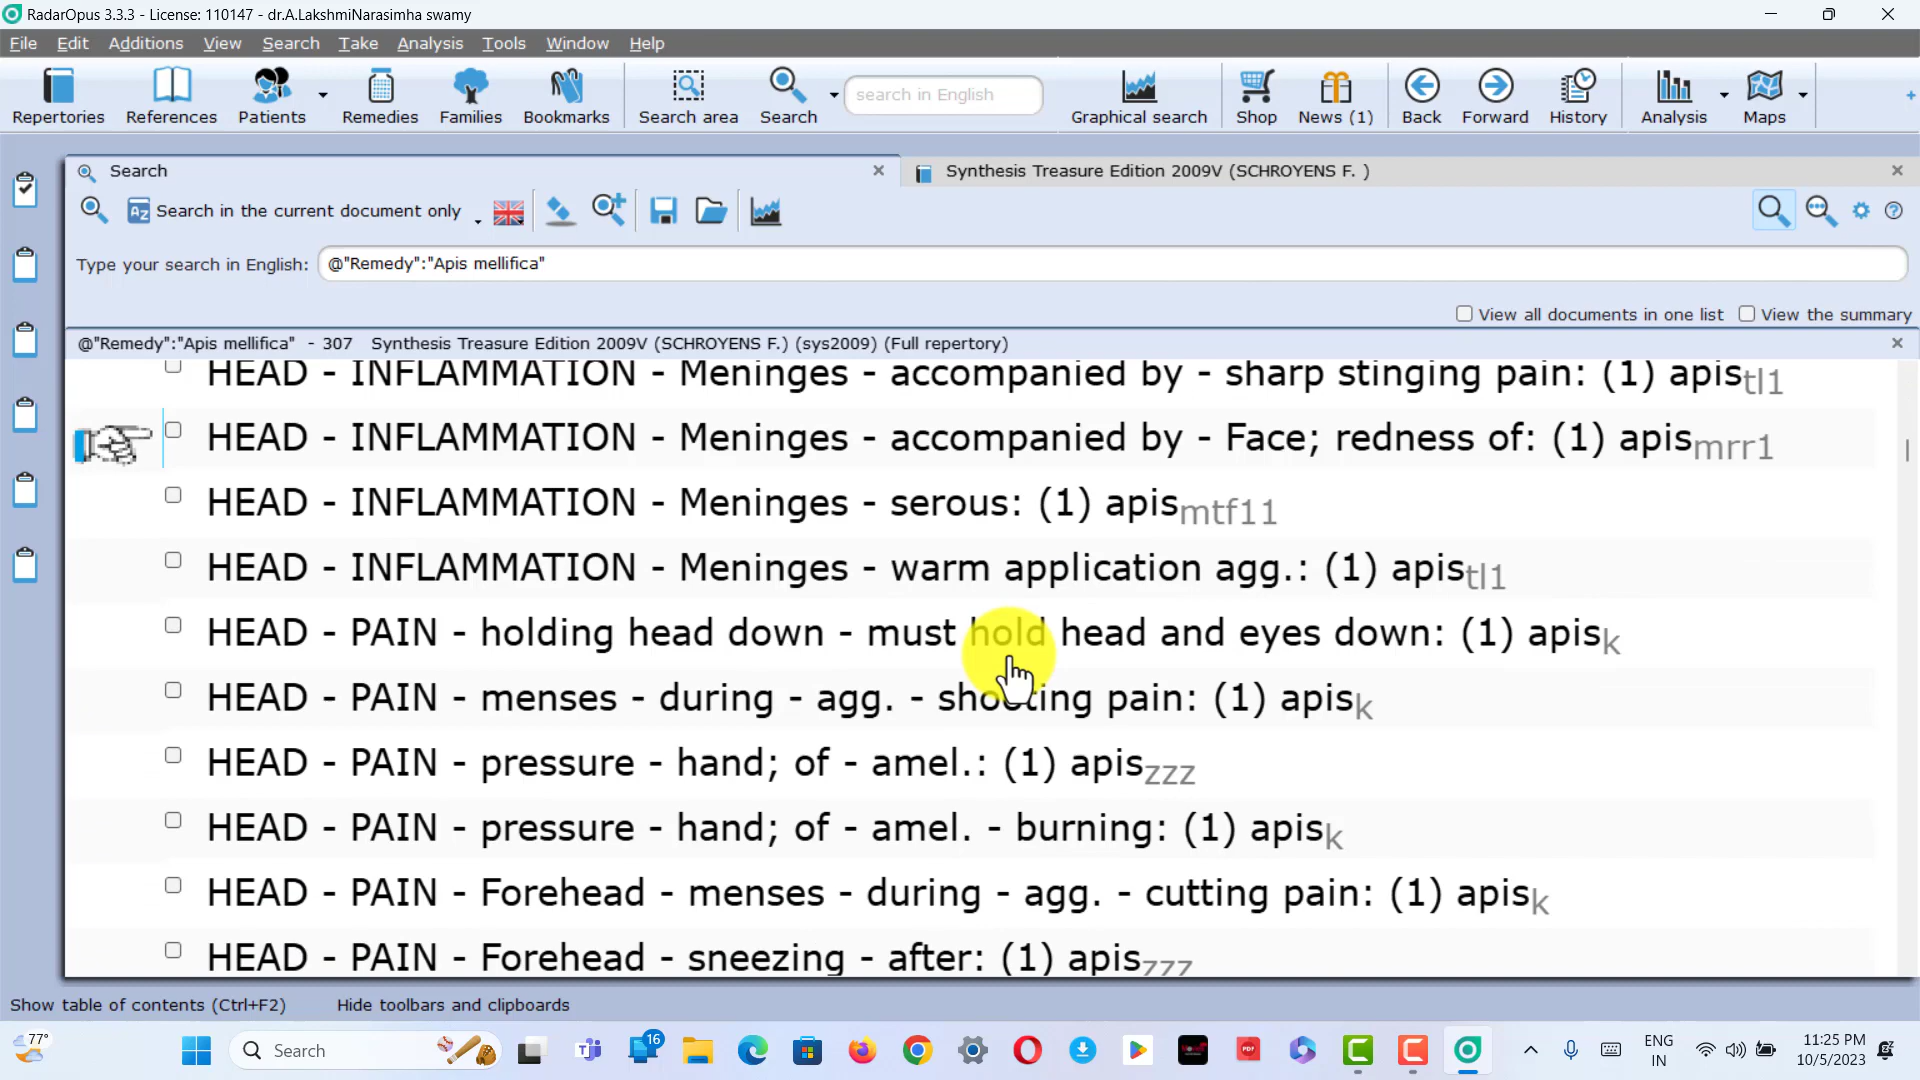 RadarOpus 3.3.3 - License: 110147 - dr.A.LakshmiNarasimha swamy
File Edit Additions View Search Take Analysis Tools Window Help
Repertories References Patients Remedies Families Bookmarks Search area Search search in English Graphical search Shop News (1) Back Forward History Analysis Maps
Search
Synthesis Treasure Edition 2009V (SCHROYENS F. )
AZ Search in the current document only
Type your search in English: @"Remedy":"Apis mellifica"
View all documents in one list View the summary
@"Remedy":"Apis mellifica" - 307 Synthesis Treasure Edition 2009V (SCHROYENS F.) (sys2009) (Full repertory)
HEAD - INFLAMMATION - Meninges - accompanied by - sharp stinging pain: (1) apistl1
HEAD - INFLAMMATION - Meninges - accompanied by - Face; redness of: (1) apismrr1
HEAD - INFLAMMATION - Meninges - serous: (1) apismtf11
HEAD - INFLAMMATION - Meninges - warm application agg.: (1) apistl1
HEAD - PAIN - holding head down - must hold head and eyes down: (1) apisk
HEAD - PAIN - menses - during - agg. - shooting pain: (1) apisk
HEAD - PAIN - pressure - hand; of - amel.: (1) apiszzz
HEAD - PAIN - pressure - hand; of - amel. - burning: (1) apisk
HEAD - PAIN - Forehead - menses - during - agg. - cutting pain: (1) apisk
HEAD - PAIN - Forehead - sneezing - after: (1) apiszzz
Show table of contents (Ctrl+F2) Hide toolbars and clipboards
77°
Search
16
PDF
ENG
IN
11:25 PM
10/5/2023